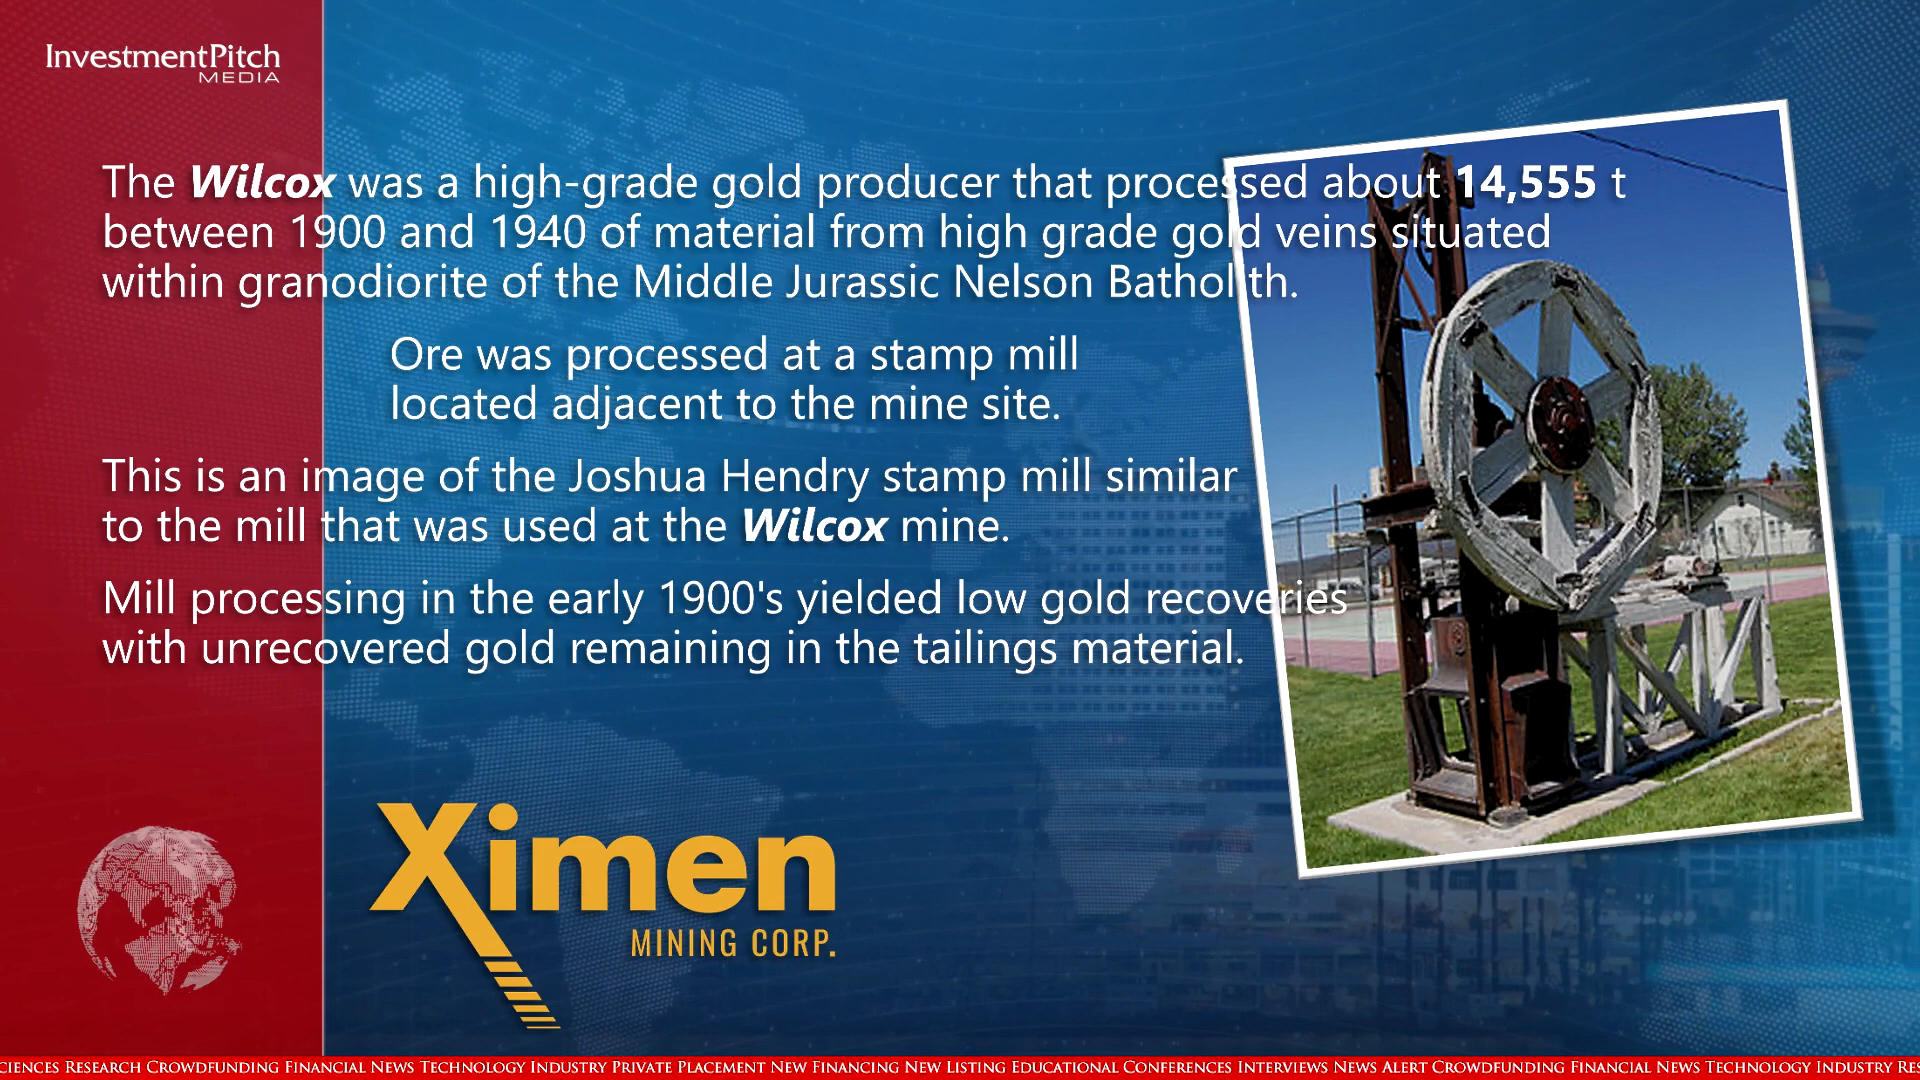 InvestmentPitch
MEDIA
The Wilcox was a high-grade gold producer that processed about 14,555 t
between 1900 and 1940 of material from high grade gold veins situated
within granodiorite of the Middle Jurassic Nelson Batholith.
Ore was processed at a stamp mill
located adjacent to the mine site.
This is an image of the Joshua Hendry stamp mill similar
to the mill that was used at the Wilcox mine.
Mill processing in the early 1900's yielded low gold recoveries
with unrecovered gold remaining in the tailings material.
Ximen
MINING CORP.
CIENCES RESEARCH CROWDFUNDING FINANCIAL NEWS TECHNOLOGY INDUSTRY PRIVATE PLACEMENT NEW FINANCING NEW LISTING EDUCATIONAL CONFERENCES INTERVIEWS NEWS ALERT CROWDFUNDING FINANCIAL NEWS TECHNOLOGY INDUSTRY RES